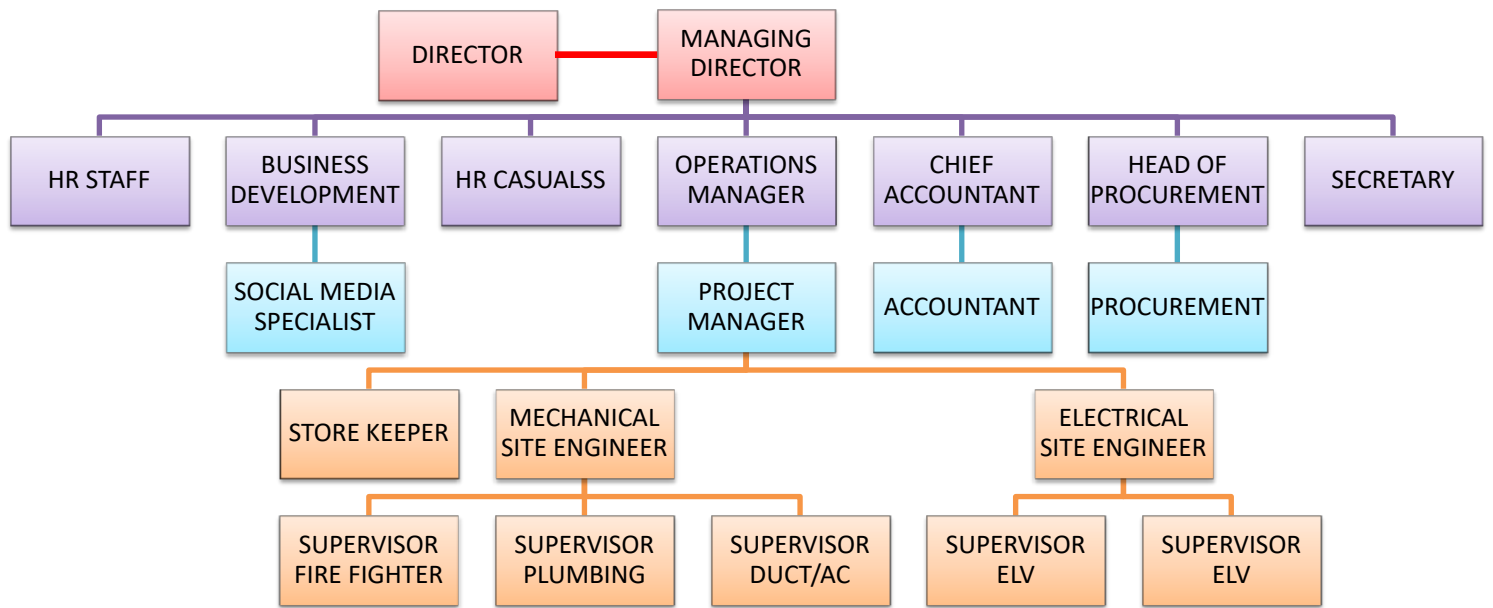 DIRECTOR
MANAGING
DIRECTOR
HR STAFF
BUSINESS
DEVELOPMENT
HR CASUALSS
OPERATIONS
MANAGER
CHIEF
ACCOUNTANT
HEAD OF
PROCUREMENT
SECRETARY
SOCIAL MEDIA
SPECIALIST
PROJECT
MANAGER
ACCOUNTANT
PROCUREMENT
STORE KEEPER
MECHANICAL
SITE ENGINEER
ELECTRICAL
SITE ENGINEER
SUPERVISOR
FIRE FIGHTER
SUPERVISOR
PLUMBING
SUPERVISOR
DUCT/AC
SUPERVISOR
ELV
SUPERVISOR
ELV